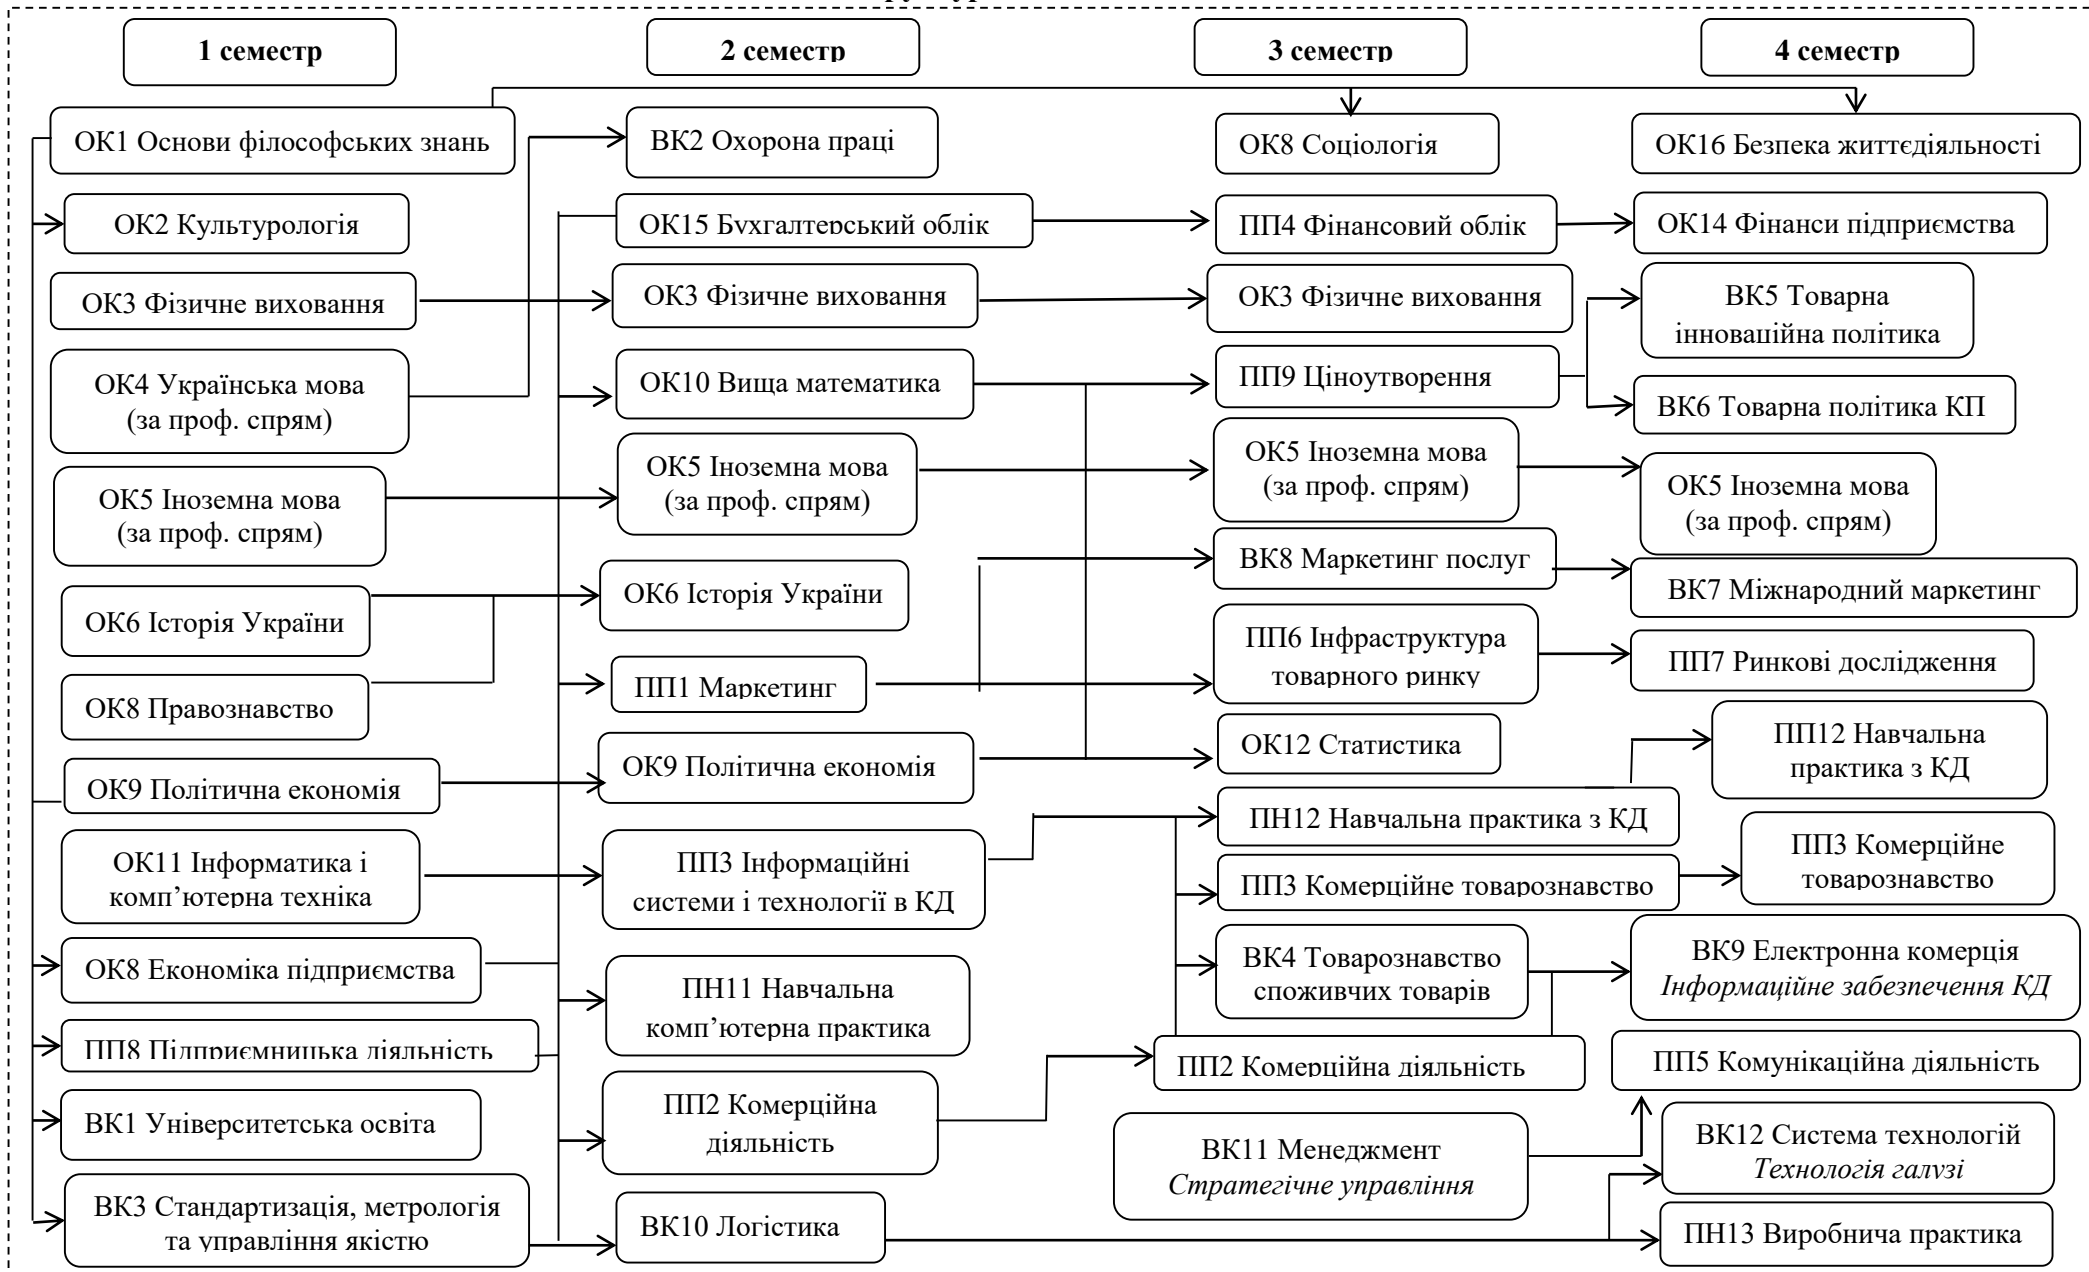 1 семестр
2 семестр
3 семестр
4 семестр
ОК1 Основи філософських знань
ВК2 Охорона праці
ОК8 Соціологія
ОК16 Безпека життєдіяльності
ОК2 Культурологія
ОК15 Бухгалтерський облік
ПП4 Фінансовий облік
ОК14 Фінанси підприємства
ОК3 Фізичне виховання
ОК3 Фізичне виховання
ОК3 Фізичне виховання
ВК5 Товарна
інноваційна політика
ОК4 Українська мова
(за проф. спрям)
ОК10 Вища математика
ПП9 Ціноутворення
ВК6 Товарна політика КП
ОК5 Іноземна мова
(за проф. спрям)
ОК5 Іноземна мова
(за проф. спрям)
ОК5 Іноземна мова
(за проф. спрям)
ОК5 Іноземна мова
(за проф. спрям)
ОК6 Історія України
ОК6 Історія України
ВК8 Маркетинг послуг
ВК7 Міжнародний маркетинг
ОК8 Правознавство
ПП1 Маркетинг
ПП6 Інфраструктура
товарного ринку
ПП7 Ринкові дослідження
ОК9 Політична економія
ОК9 Політична економія
ОК12 Статистика
ПП12 Навчальна
практика з КД
ОК11 Інформатика і
комп’ютерна техніка
ПП3 Інформаційні
системи і технології в КД
ПН12 Навчальна практика з КД
ПП3 Комерційне товарознавство
ПП3 Комерційне
товарознавство
ОК8 Економіка підприємства
ПН11 Навчальна
комп’ютерна практика
ВК4 Товарознавство
споживчих товарів
ВК9 Електронна комерція
Інформаційне забезпечення КД
ПП8 Підприємницька діяльність
ПП2 Комерційна діяльність
ПП5 Комунікаційна діяльність
ВК1 Університетська освіта
ПП2 Комерційна
діяльність
ВК11 Менеджмент
Стратегічне управління
ВК12 Система технологій
Технологія галузі
ВК3 Стандартизація, метрологія
та управління якістю
ВК10 Логістика
ПН13 Виробнича практика